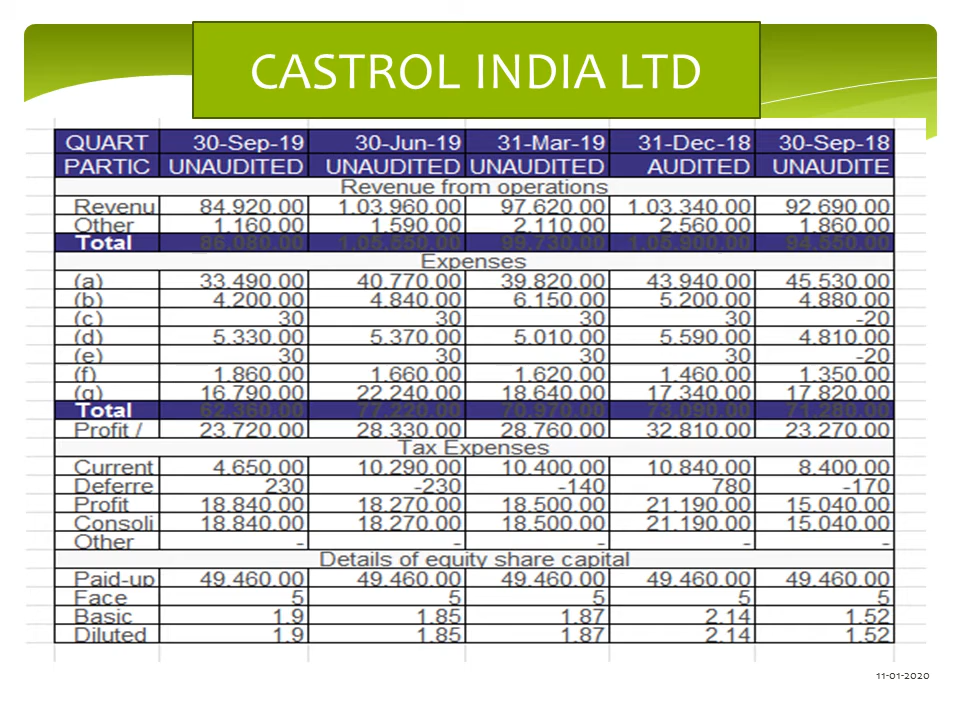 CASTROL INDIA LTD
QUART 30-Sep-19 30-Jun-19 31-Mar-19 31-Dec-18 30-Sep-18
PARTIC UNAUDITED UNAUDITED UNAUDITED AUDITED UNAUDITE
Revenue from operations
Revenu 84,920.00 1,03,960.00 97,620.00 1,03,340.00 92,690.00
Other 1,160.00 1,590.00 2,110.00 2,560.00 1,860.00
Total 86,080.00 1,05,550.00 99,730.00 1,05,900.00 94,550.00
Expenses
(a) 33,490.00 40,770.00 39,820.00 43,940.00 45,530.00
(b) 4,200.00 4,840.00 6,150.00 5,200.00 4,880.00
(c) 30 30 30 30 -20
(d) 5,330.00 5,370.00 5,010.00 5,590.00 4,810.00
(e) 30 30 30 30 -20
(f) 1,860.00 1,660.00 1,620.00 1,460.00 1,350.00
(g) 16,790.00 22,240.00 18,640.00 17,340.00 17,820.00
Total 62,360.00 77,220.00 70,970.00 73,090.00 71,280.00
Profit / 23,720.00 28,330.00 28,760.00 32,810.00 23,270.00
Tax Expenses
Current 4,650.00 10,290.00 10,400.00 10,840.00 8,400.00
Deferre 230 -230 -140 780 -170
Profit 18,840.00 18,270.00 18,500.00 21,190.00 15,040.00
Consoli 18,840.00 18,270.00 18,500.00 21,190.00 15,040.00
Other - - - - -
Details of equity share capital
Paid-up 49,460.00 49,460.00 49,460.00 49,460.00 49,460.00
Face 5 5 5 5 5
Basic 1.9 1.85 1.87 2.14 1.52
Diluted 1.9 1.85 1.87 2.14 1.52
11-01-2020